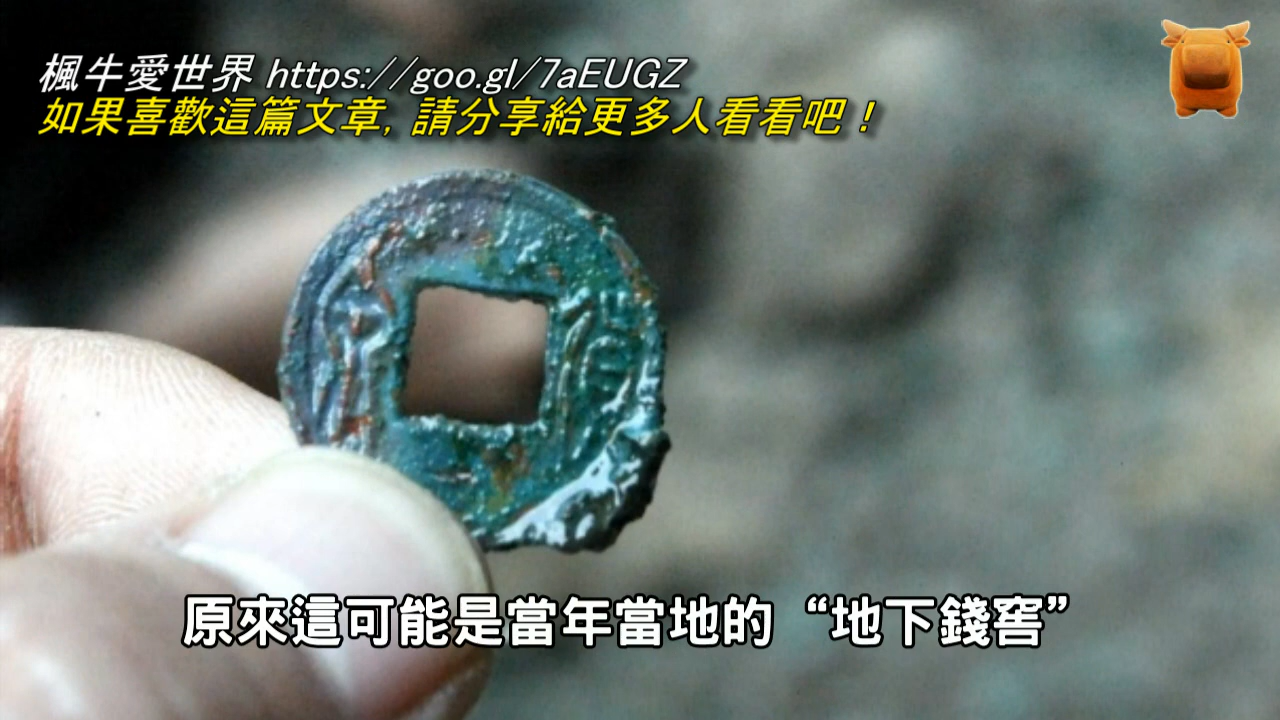 楓牛愛世界 https://goo.gl/7aEUGZ
如果喜歡這篇文章, 請分享給更多人看看吧！
原來這可能是當年當地的“地下錢窖”